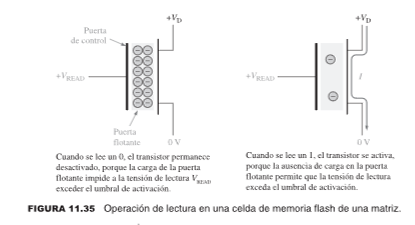 +V_D
Puerta
de control
+V_READ
Puerta
flotante
0 V
Cuando se lee un 0, el transistor permanece
desactivado, porque la carga de la puerta
flotante impide a la tensión de lectura V_READ
exceder el umbral de activación.
+V_D
+V_READ
I
0 V
Cuando se lee un 1, el transistor se activa,
porque la ausencia de carga en la puerta
flotante permite que la tensión de lectura
exceda el umbral de activación.
FIGURA 11.35 Operación de lectura en una celda de memoria flash de una matriz.